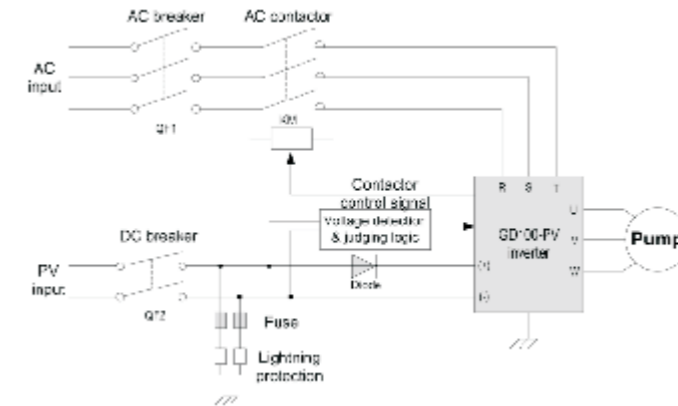 AC breaker
AC contactor
AC
input
QF1
KM
Contactor
control signal
Voltage detection
& judging logic
R S T
GD100-PV
inverter
U
V
W
(+)
(-)
Pump
DC breaker
PV
input
QF2
Diode
Fuse
Lightning
protection